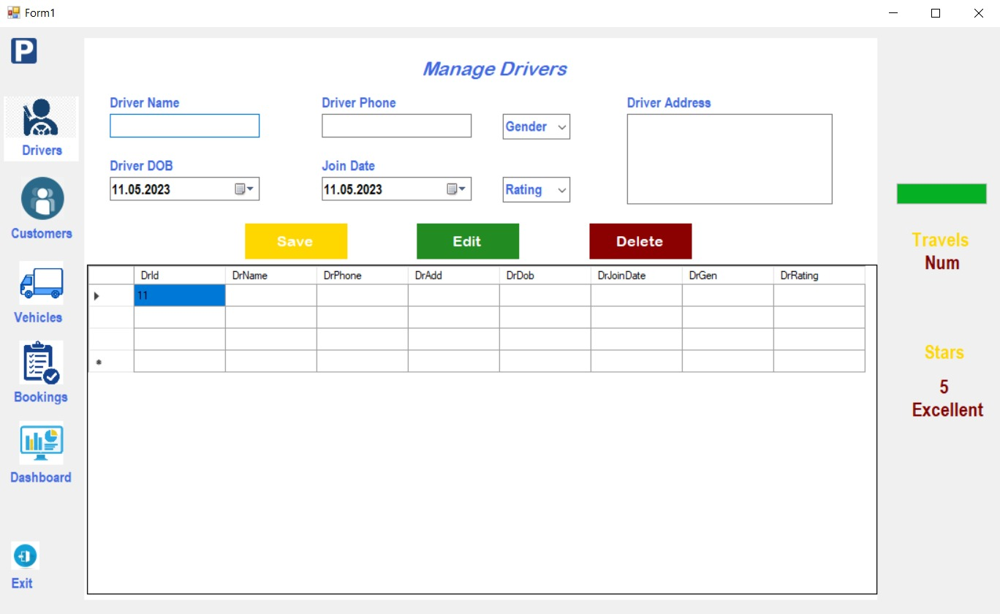 Form1
P
Manage Drivers
Driver Name
Driver Phone
Gender
Driver Address
Driver DOB
11.05.2023
Join Date
11.05.2023
Rating
Save
Edit
Delete
DrId DrName DrPhone DrAdd DrDob DrJoinDate DrGen DrRating
11
Drivers
Customers
Vehicles
Bookings
Dashboard
Exit
Travels
Num
Stars
5
Excellent